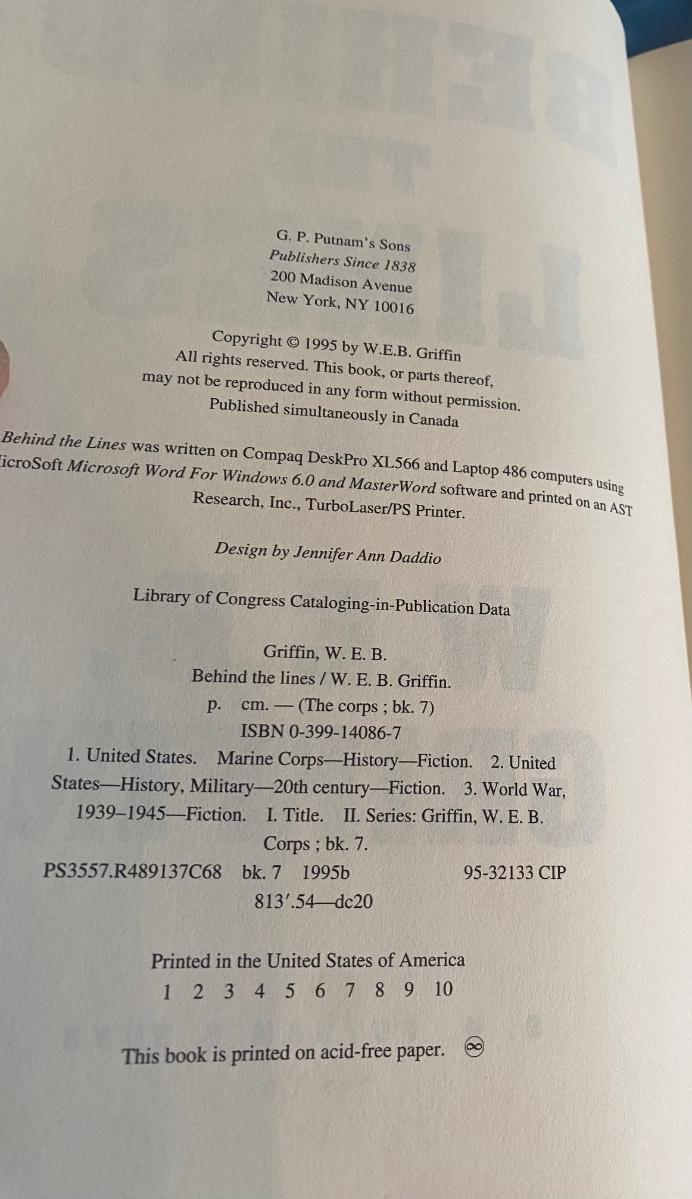 G. P. Putnam's Sons
Publishers Since 1838
200 Madison Avenue
New York, NY 10016
Copyright © 1995 by W.E.B. Griffin
All rights reserved. This book, or parts thereof,
may not be reproduced in any form without permission.
Published simultaneously in Canada
Behind the Lines was written on Compaq DeskPro XL566 and Laptop 486 computers using
icroSoft Microsoft Word For Windows 6.0 and MasterWord software and printed on an AST
Research, Inc., TurboLaser/PS Printer.
Design by Jennifer Ann Daddio
Library of Congress Cataloging-in-Publication Data
Griffin, W. E. B.
Behind the lines / W. E. B. Griffin.
p. cm. — (The corps ; bk. 7)
ISBN 0-399-14086-7
1. United States. Marine Corps—History—Fiction. 2. United
States—History, Military—20th century—Fiction. 3. World War,
1939–1945—Fiction. I. Title. II. Series: Griffin, W. E. B.
Corps ; bk. 7.
PS3557.R489137C68 bk. 7 1995b 95-32133 CIP
813'.54—dc20
Printed in the United States of America
1 2 3 4 5 6 7 8 9 10
This book is printed on acid-free paper. ♾